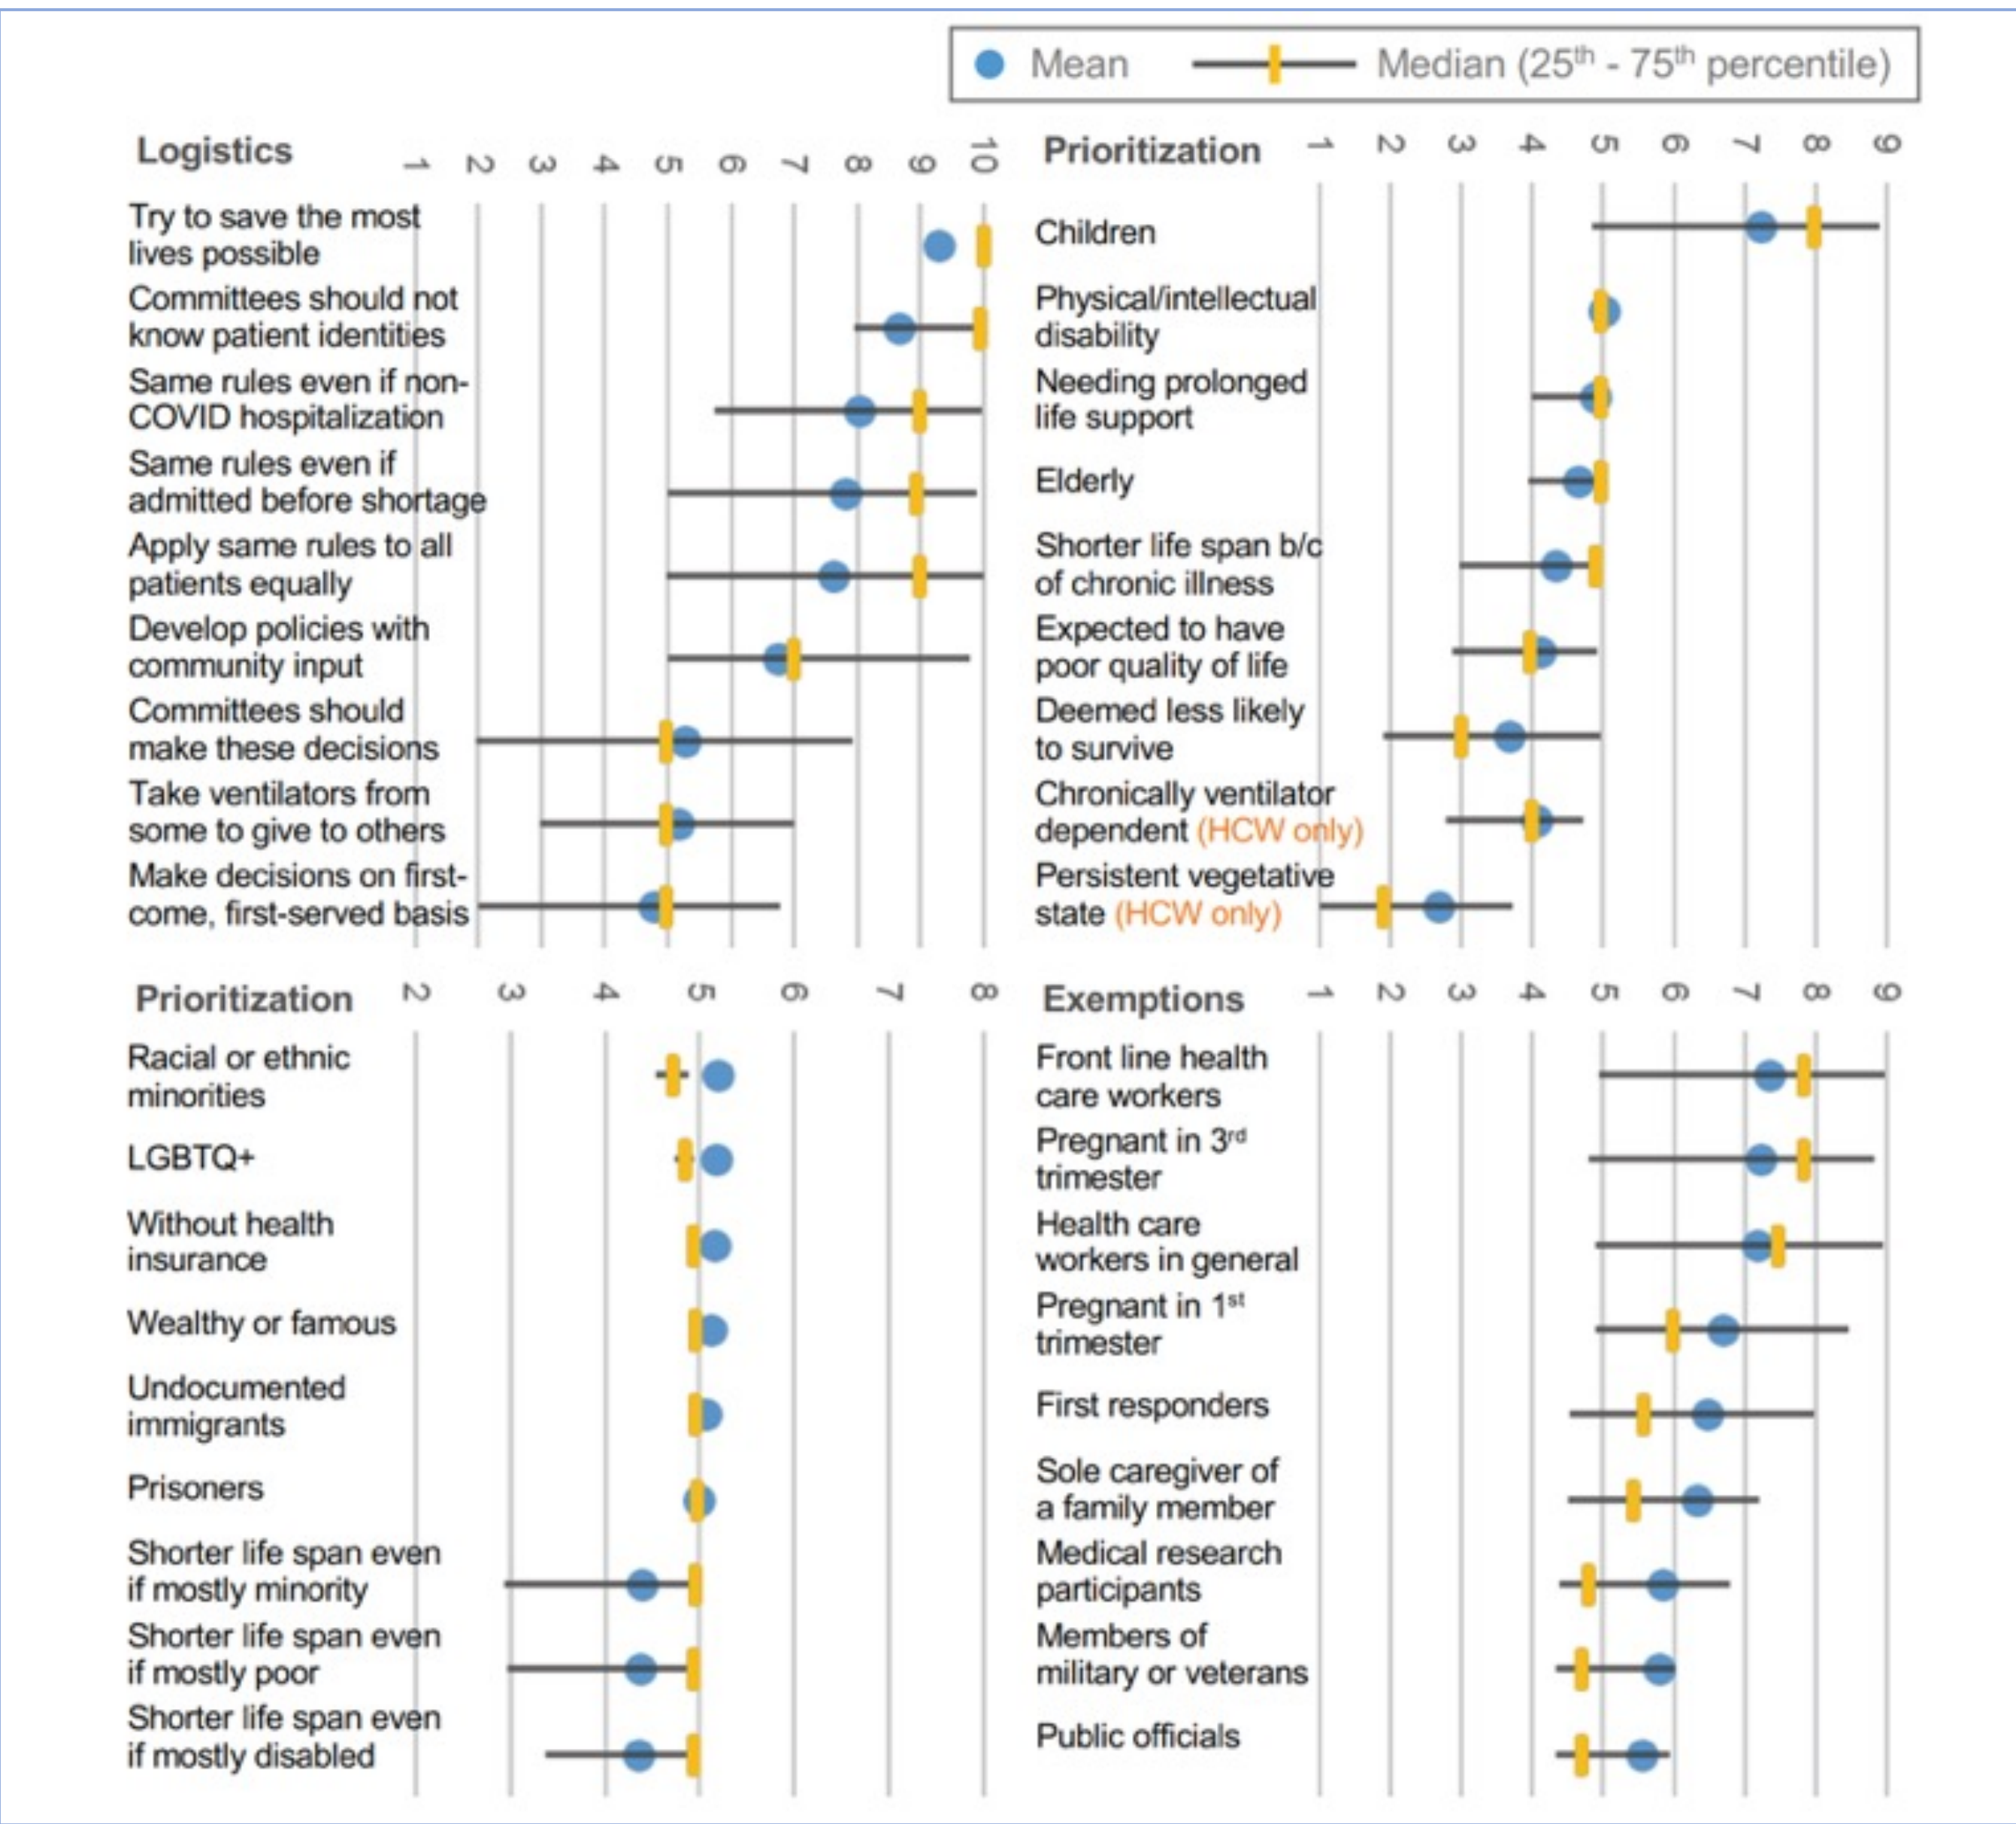 Mean
Median (25th - 75th percentile)
Logistics
1 2 3 4 5 6 7 8 9 10
Try to save the most
lives possible
Committees should not
know patient identities
Same rules even if non-
COVID hospitalization
Same rules even if
admitted before shortage
Apply same rules to all
patients equally
Develop policies with
community input
Committees should
make these decisions
Take ventilators from
some to give to others
Make decisions on first-
come, first-served basis
Prioritization
1 2 3 4 5 6 7 8 9
Children
Physical/intellectual
disability
Needing prolonged
life support
Elderly
Shorter life span b/c
of chronic illness
Expected to have
poor quality of life
Deemed less likely
to survive
Chronically ventilator
dependent (HCW only)
Persistent vegetative
state (HCW only)
Prioritization
2 3 4 5 6 7 8
Racial or ethnic
minorities
LGBTQ+
Without health
insurance
Wealthy or famous
Undocumented
immigrants
Prisoners
Shorter life span even
if mostly minority
Shorter life span even
if mostly poor
Shorter life span even
if mostly disabled
Exemptions
1 2 3 4 5 6 7 8 9
Front line health
care workers
Pregnant in 3rd
trimester
Health care
workers in general
Pregnant in 1st
trimester
First responders
Sole caregiver of
a family member
Medical research
participants
Members of
military or veterans
Public officials